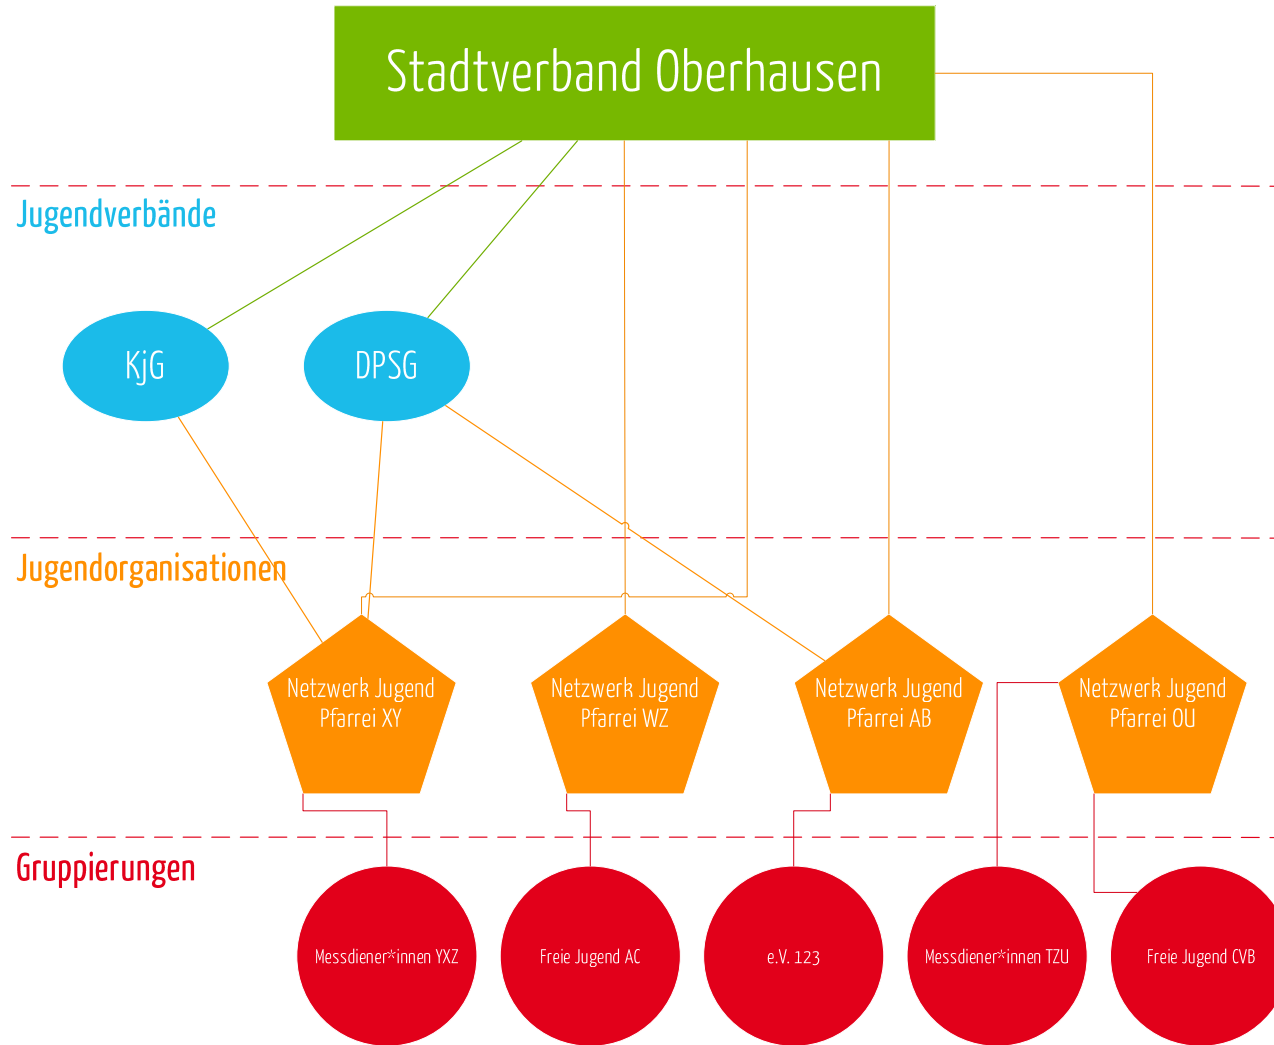 Stadtverband Oberhausen
Jugendverbände
KjG
DPSG
Jugendorganisationen
Netzwerk Jugend
Pfarrei XY
Netzwerk Jugend
Pfarrei WZ
Netzwerk Jugend
Pfarrei AB
Netzwerk Jugend
Pfarrei OU
Gruppierungen
Messdiener*innen YXZ
Freie Jugend AC
e.V. 123
Messdiener*innen TZU
Freie Jugend CVB